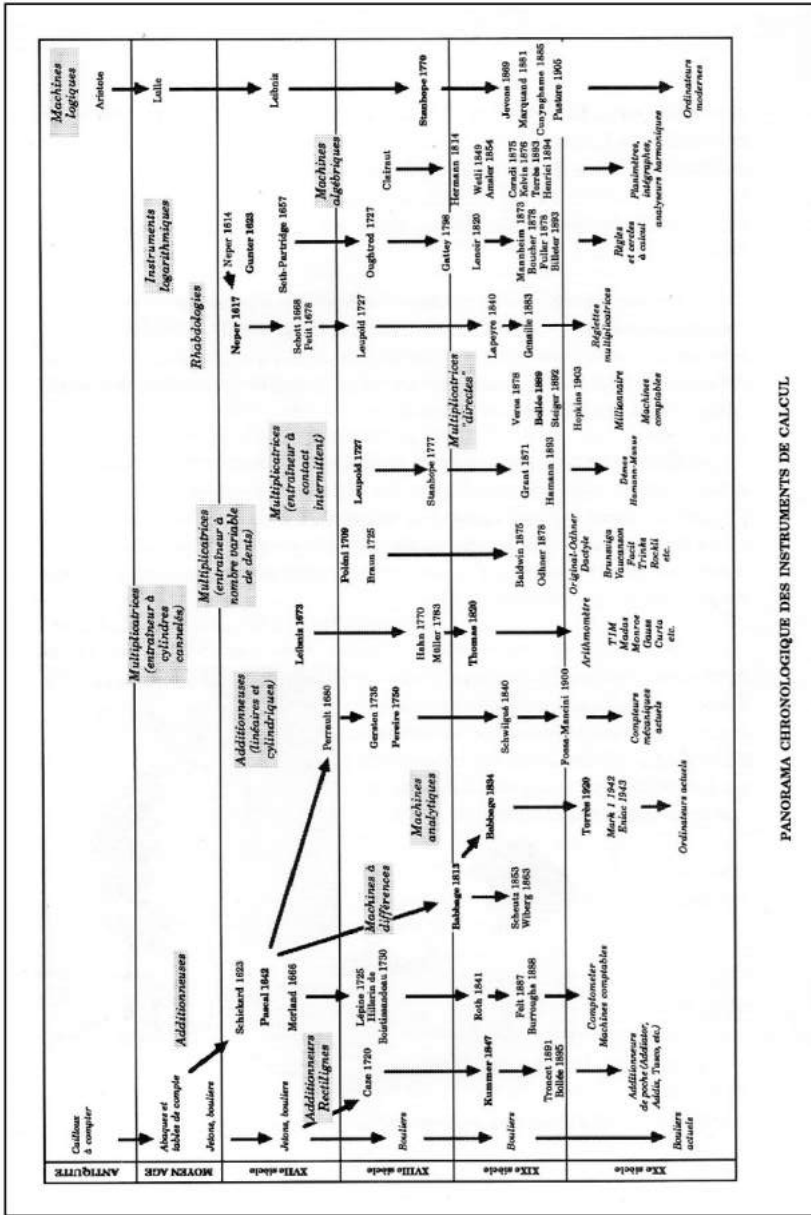 ANTIQUITE
MOYEN AGE
XVIIe siècle
XVIIIe siècle
XIXe siècle
XXe siècle
Cailloux
à compter
Abaques et
tables de compte
Jetons, bouliers
Jetons, bouliers
Bouliers
Bouliers
Bouliers
actuels
Additionneurs
Rectilignes
Caze 1720
Kummer 1847
Troncet 1891
Bollée 1895
Additionneurs
de poche (Addiator,
Addix, Tasco, etc.)
Additionneuses
Schickard 1623
Pascal 1642
Morland 1666
Lépine 1725
Hillerin de
Boistissandeau 1730
Roth 1841
Felt 1887
Burroughs 1888
Comptometer
Machines comptables
Machines à
différences
Babbage 1813
Scheutz 1853
Wiberg 1863
Machines
analytiques
Babbage 1834
Torrès 1920
Mark 1 1942
Eniac 1943
Ordinateurs actuels
Additionneuses
(linéaires et
cylindriques)
Perrault 1680
Gersten 1735
Pereire 1750
Schwilgué 1840
Fossa-Mancini 1900
Compteurs
mécaniques
actuels
Multiplicatrices
(entraîneur à
cylindres
cannelés)
Leibniz 1673
Hahn 1770
Müller 1783
Thomas 1820
Arithmomètre
TIM
Madas
Monroe
Gauss
Curta
etc.
Multiplicatrices
(entraîneur à
nombre variable
de dents)
Poléni 1709
Braun 1725
Baldwin 1875
Odhner 1878
Original-Odhner
Dactyle
Brunsviga
Vaucanson
Facit
Trinks
Rockli
etc.
Multiplicatrices
(entraîneur à
contact
intermittent)
Leupold 1727
Stanhope 1777
Grant 1871
Hamann 1893
Démos
Hamann-Manus
Multiplicatrices
"directes"
Verea 1878
Bollée 1889
Steiger 1892
Hopkins 1903
Millionnaire
Machines
comptables
Rhabdologies
Neper 1617
Schott 1668
Petit 1678
Leupold 1727
Lapeyre 1840
Genaille 1883
Réglettes
multiplicatrices
Instruments
logarithmiques
Neper 1614
Gunter 1623
Seth-Partridge 1657
Oughtred 1727
Gattey 1798
Lenoir 1820
Mannheim 1873
Boucher 1878
Fuller 1878
Billeter 1893
Règles
et cercles
à calcul
Machines
algébriques
Clairaut
Hermann 1814
Wetli 1849
Amsler 1854
Coradi 1875
Kelvin 1876
Torrès 1893
Henrici 1894
Planimètres,
intégraphes,
analyseurs harmoniques
Machines
logiques
Aristote
Lulle
Leibniz
Stanhope 1770
Jevons 1869
Marquand 1881
Cunynghame 1885
Pastore 1905
Ordinateurs
modernes
PANORAMA CHRONOLOGIQUE DES INSTRUMENTS DE CALCUL